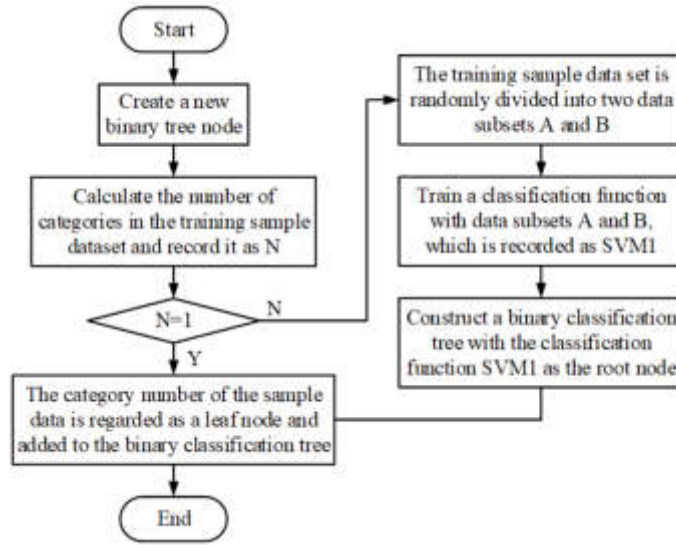 Start
Create a new
binary tree node
Calculate the number of
categories in the training sample
dataset and record it as N
N=1
N
Y
The category number of the sample
data is regarded as a leaf node and
added to the binary classification tree
End
The training sample data set is
randomly divided into two data
subsets A and B
Train a classification function
with data subsets A and B,
which is recorded as SVM1
Construct a binary classification
tree with the classification
function SVM1 as the root node